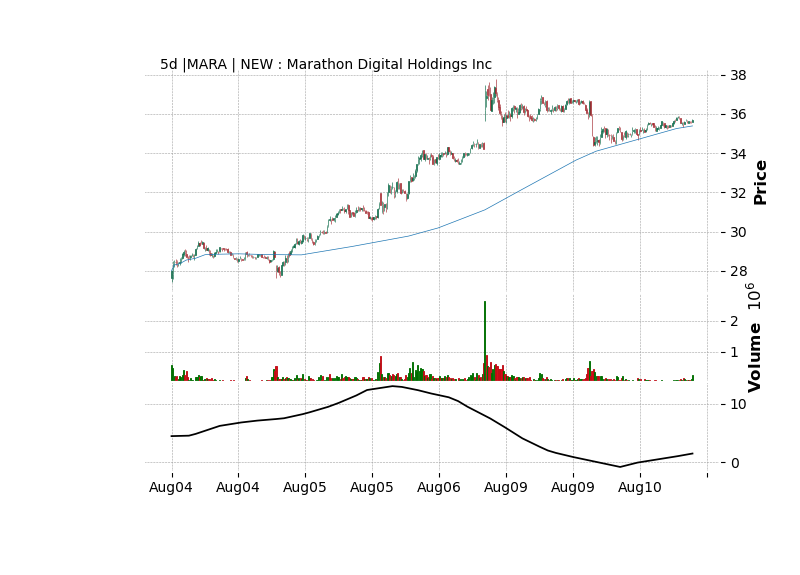 5d |MARA | NEW : Marathon Digital Holdings Inc
38
36
34
32
30
28
Price
2
1
Volume 10^6
10
0
Aug04 Aug04 Aug05 Aug05 Aug06 Aug09 Aug09 Aug10